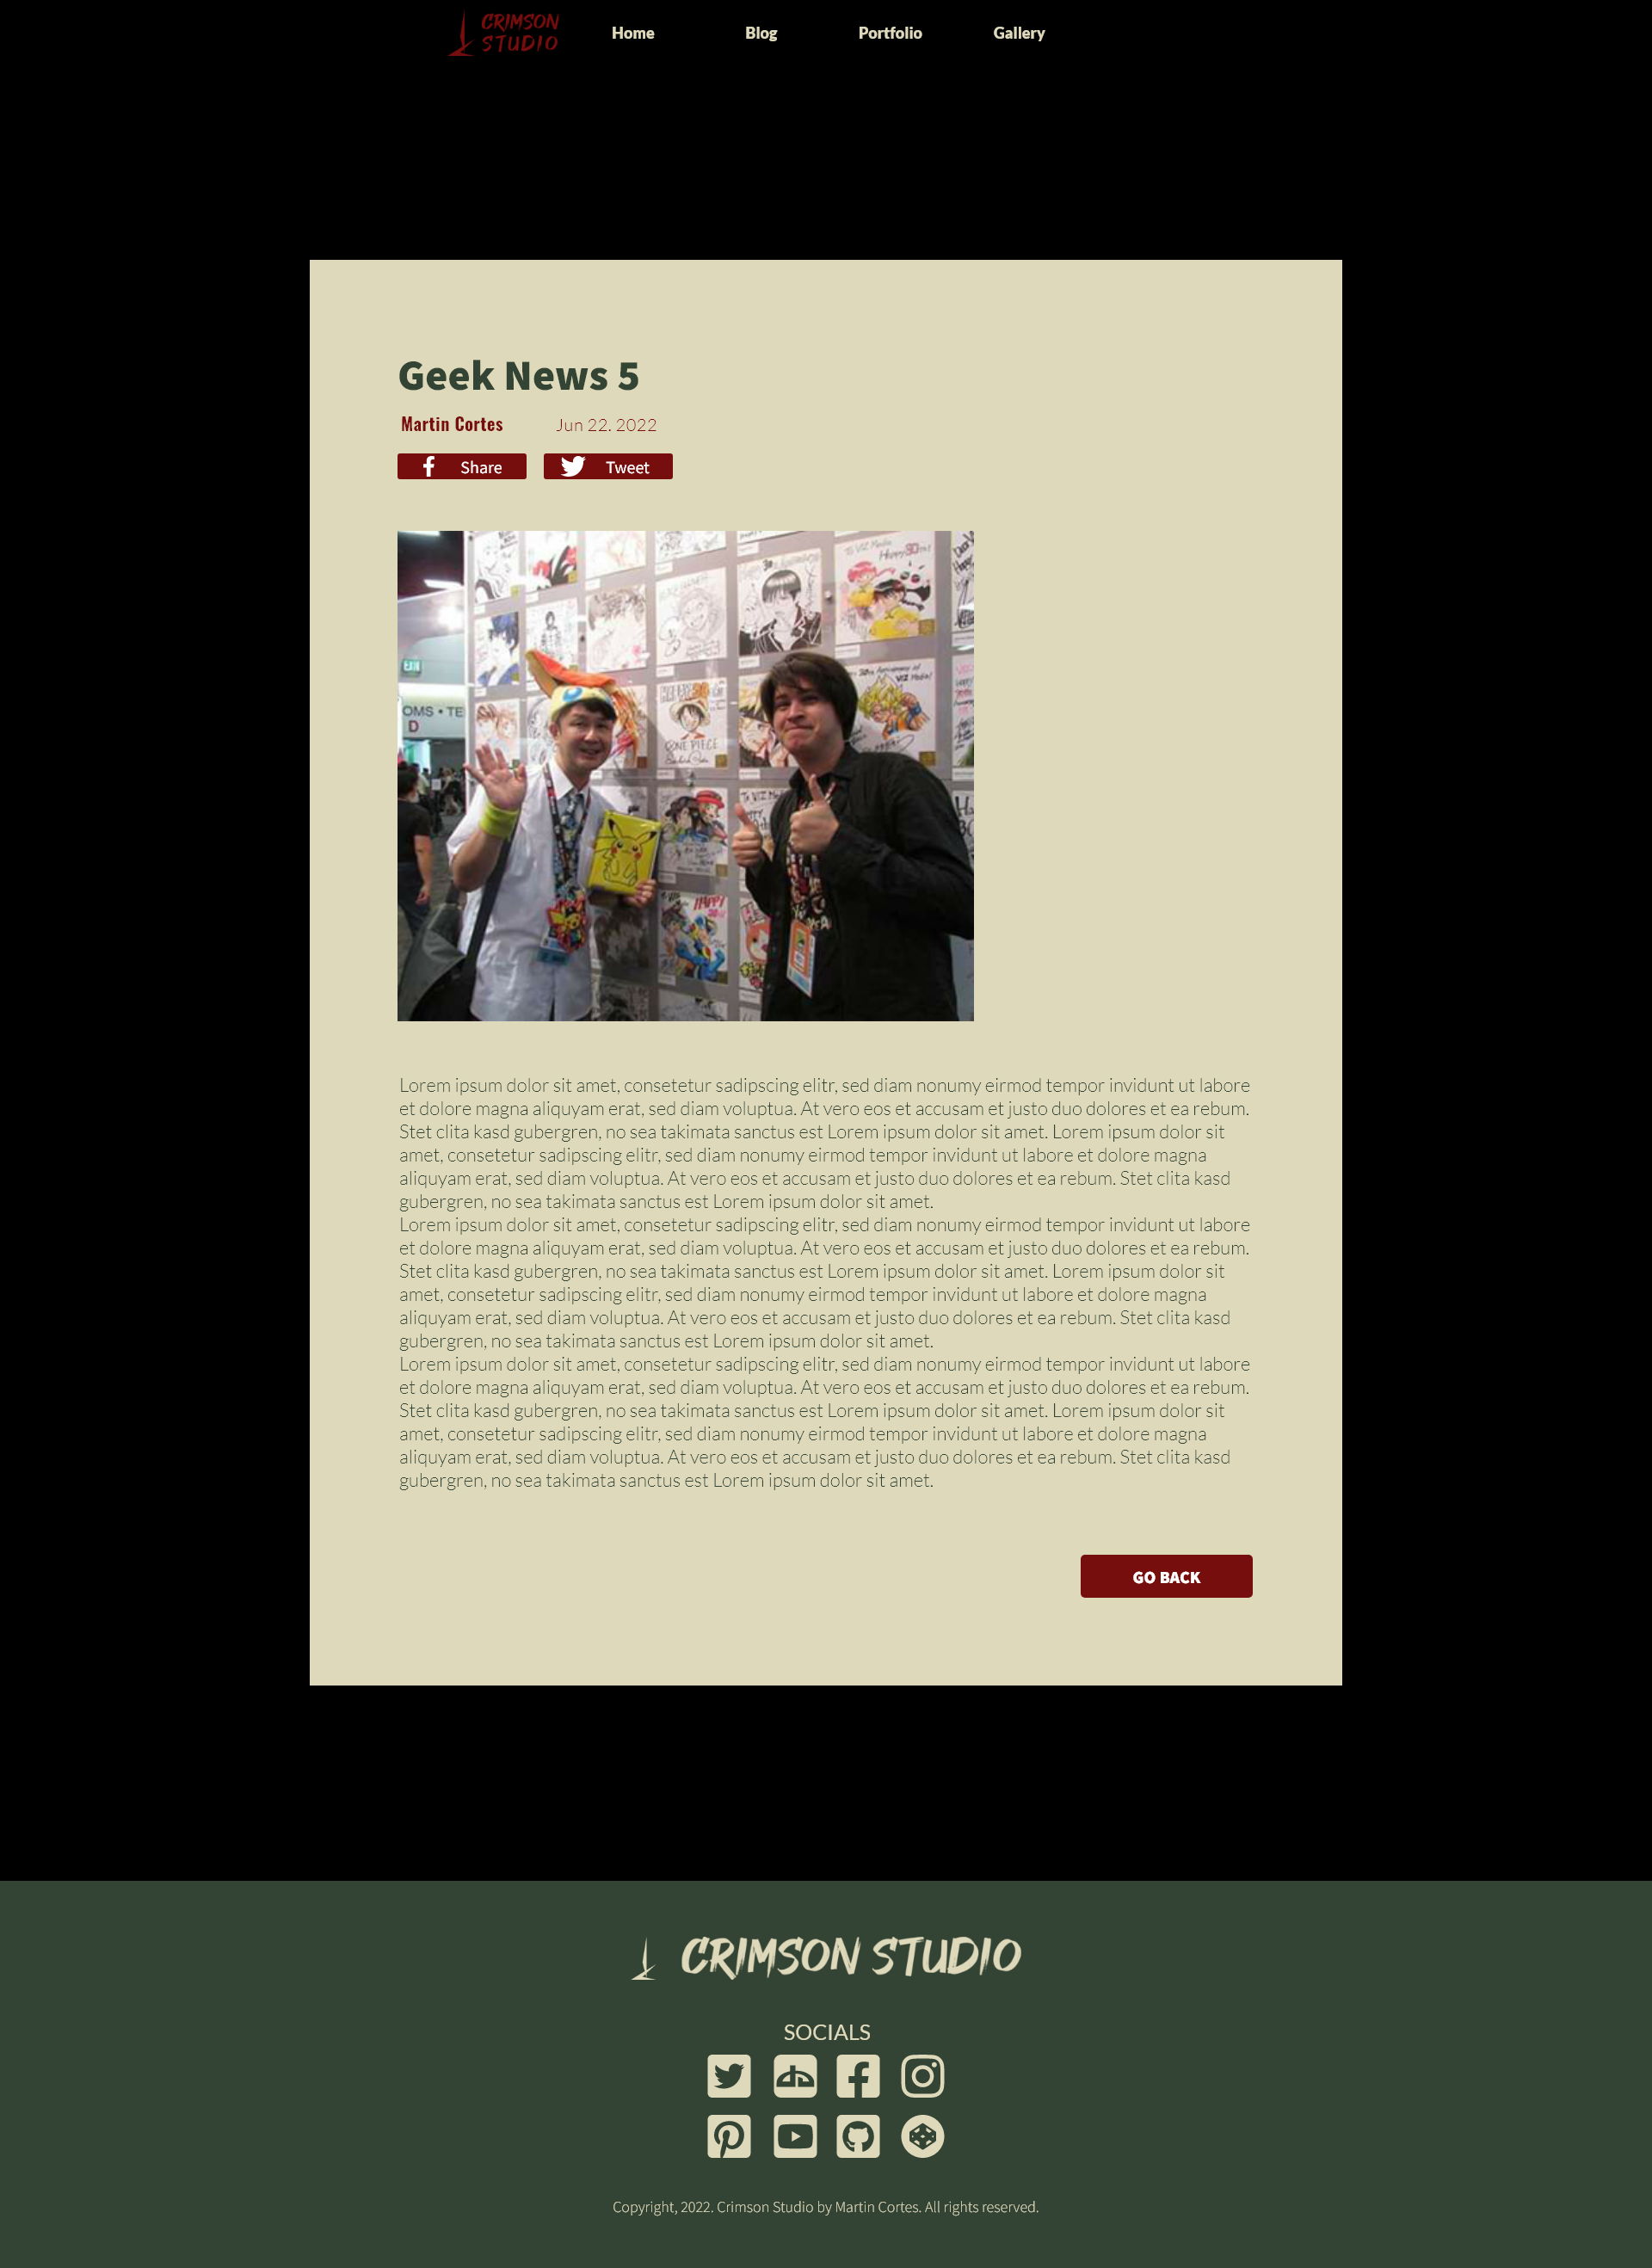 CRIMSON
STUDIO
Home Blog Portfolio Gallery
Geek News 5
Martin Cortes Jun 22. 2022
Share Tweet
To VIZ Media
Happy 30th!
EXIT
OMS • TE
D
ONE PIECE
HAPPY
Lorem ipsum dolor sit amet, consetetur sadipscing elitr, sed diam nonumy eirmod tempor invidunt ut labore
et dolore magna aliquyam erat, sed diam voluptua. At vero eos et accusam et justo duo dolores et ea rebum.
Stet clita kasd gubergren, no sea takimata sanctus est Lorem ipsum dolor sit amet. Lorem ipsum dolor sit
amet, consetetur sadipscing elitr, sed diam nonumy eirmod tempor invidunt ut labore et dolore magna
aliquyam erat, sed diam voluptua. At vero eos et accusam et justo duo dolores et ea rebum. Stet clita kasd
gubergren, no sea takimata sanctus est Lorem ipsum dolor sit amet.
Lorem ipsum dolor sit amet, consetetur sadipscing elitr, sed diam nonumy eirmod tempor invidunt ut labore
et dolore magna aliquyam erat, sed diam voluptua. At vero eos et accusam et justo duo dolores et ea rebum.
Stet clita kasd gubergren, no sea takimata sanctus est Lorem ipsum dolor sit amet. Lorem ipsum dolor sit
amet, consetetur sadipscing elitr, sed diam nonumy eirmod tempor invidunt ut labore et dolore magna
aliquyam erat, sed diam voluptua. At vero eos et accusam et justo duo dolores et ea rebum. Stet clita kasd
gubergren, no sea takimata sanctus est Lorem ipsum dolor sit amet.
Lorem ipsum dolor sit amet, consetetur sadipscing elitr, sed diam nonumy eirmod tempor invidunt ut labore
et dolore magna aliquyam erat, sed diam voluptua. At vero eos et accusam et justo duo dolores et ea rebum.
Stet clita kasd gubergren, no sea takimata sanctus est Lorem ipsum dolor sit amet. Lorem ipsum dolor sit
amet, consetetur sadipscing elitr, sed diam nonumy eirmod tempor invidunt ut labore et dolore magna
aliquyam erat, sed diam voluptua. At vero eos et accusam et justo duo dolores et ea rebum. Stet clita kasd
gubergren, no sea takimata sanctus est Lorem ipsum dolor sit amet.
GO BACK
CRIMSON STUDIO
SOCIALS
Copyright, 2022. Crimson Studio by Martin Cortes. All rights reserved.